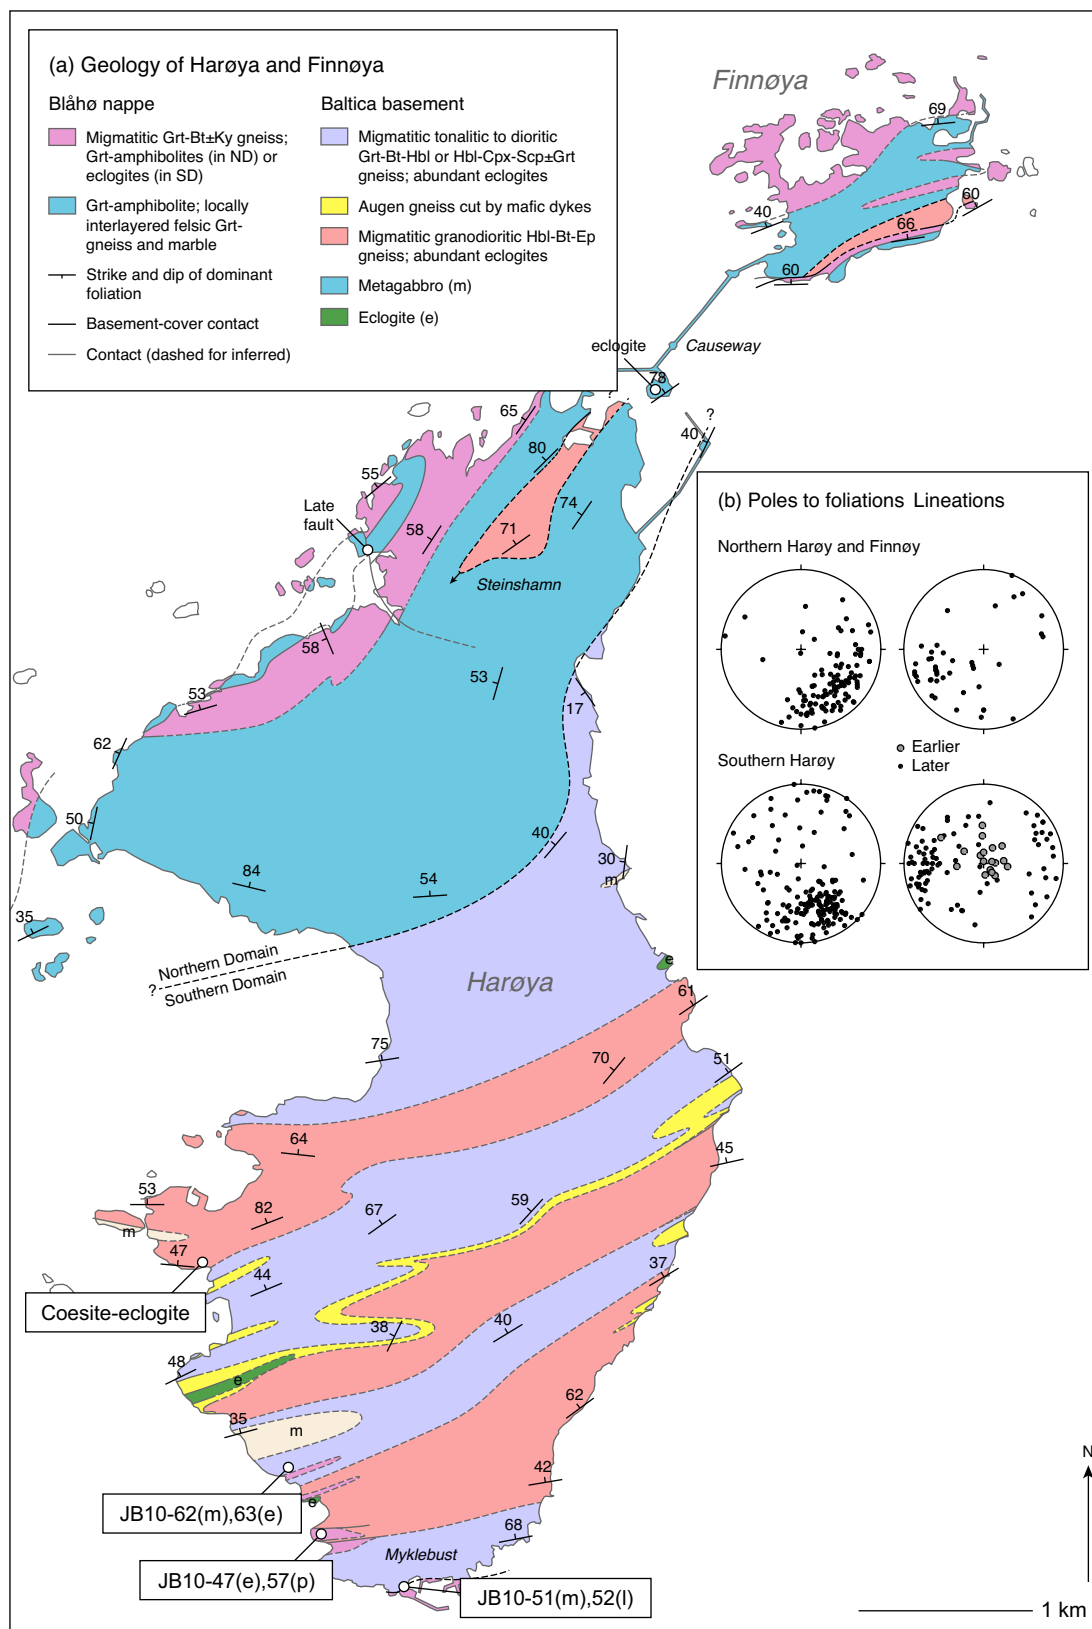 Finnøya
(a) Geology of Harøya and Finnøya
Blåhø nappe
Migmatitic Grt-Bt±Ky gneiss;
Grt-amphibolites (in ND) or
eclogites (in SD)
Grt-amphibolite; locally
interlayered felsic Grt-
gneiss and marble
Strike and dip of dominant
foliation
Basement-cover contact
Contact (dashed for inferred)
Baltica basement
Migmatitic tonalitic to dioritic
Grt-Bt-Hbl or Hbl-Cpx-Scp±Grt
gneiss; abundant eclogites
Augen gneiss cut by mafic dykes
Migmatitic granodioritic Hbl-Bt-Ep
gneiss; abundant eclogites
Metagabbro (m)
Eclogite (e)
69
60
40
66
60
eclogite
Causeway
78
?
65
?
40
80
55
Late
fault
74
58
71
Steinshamn
58
53
53
17
62
50
40
84
54
30
m
35
Northern Domain
?
Southern Domain
Harøya
e
61
75
70
51
64
45
53
82
67
59
m
47
44
37
Coesite-eclogite
38
40
48
e
62
35
m
42
e
JB10-62(m),63(e)
68
Myklebust
JB10-47(e),57(p)
JB10-51(m),52(l)
(b) Poles to foliations Lineations
Northern Harøy and Finnøy
Southern Harøy
Earlier
Later
N
1 km